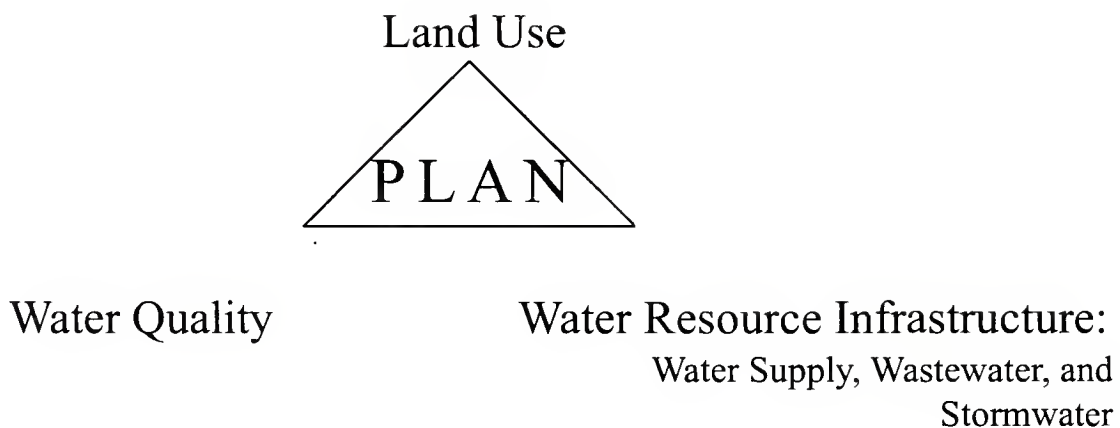 Land Use
PLAN
Water Quality
Water Resource Infrastructure:
Water Supply, Wastewater, and
Stormwater